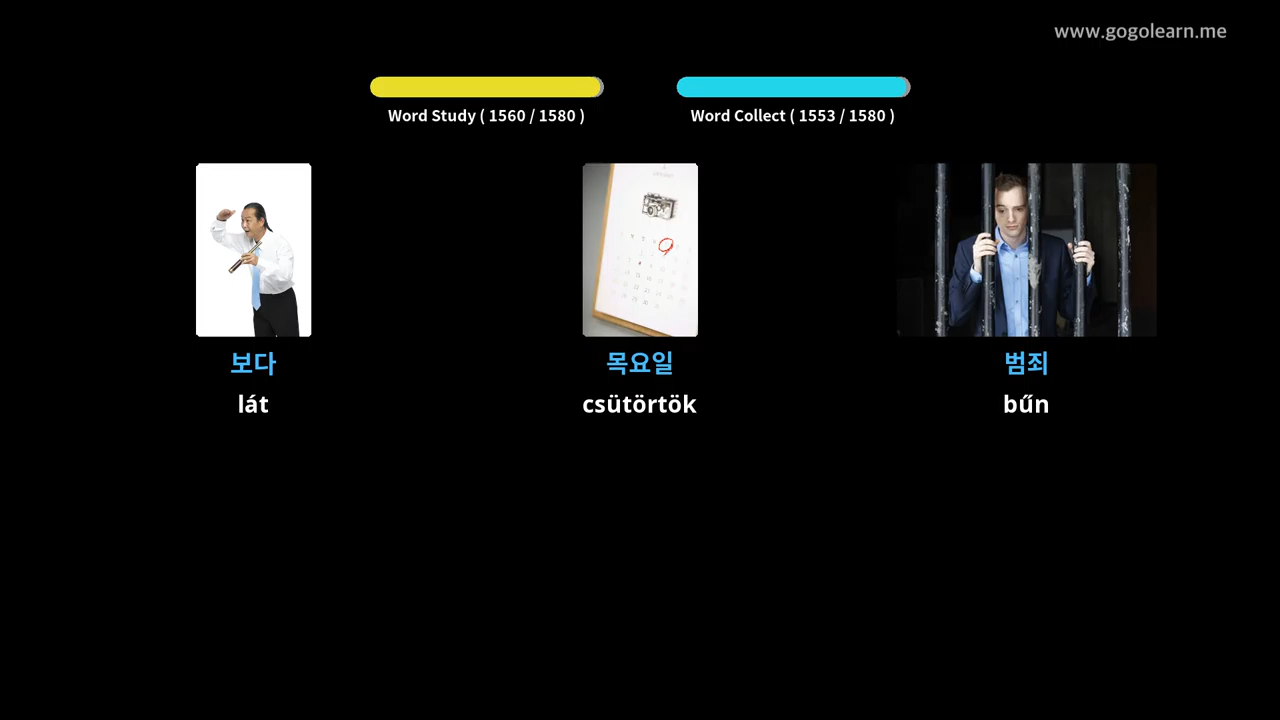 www.gogolearn.me
Word Study ( 1560 / 1580 )
Word Collect ( 1553 / 1580 )
보다
lát
목요일
csütörtök
범죄
bűn